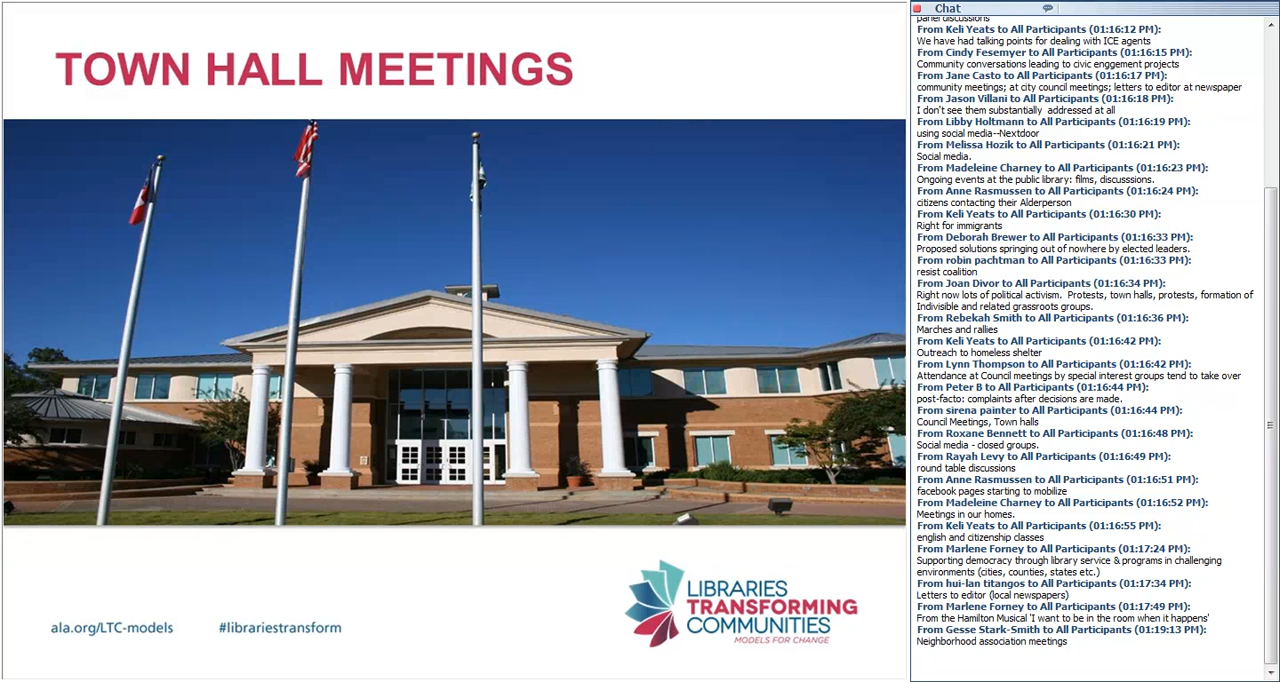 TOWN HALL MEETINGS
ala.org/LTC-models
#librariestransform
LIBRARIES
TRANSFORMING
COMMUNITIES
MODELS FOR CHANGE
Chat
panel discussions
From Keli Yeats to All Participants (01:16:12 PM):
We have had talking points for dealing with ICE agents
From Cindy Fesemyer to All Participants (01:16:15 PM):
Community conversations leading to civic enggement projects
From Jane Casto to All Participants (01:16:17 PM):
community meetings; at city council meetings; letters to editor at newspaper
From Jason Villani to All Participants (01:16:18 PM):
I don't see them substantially addressed at all
From Libby Holtmann to All Participants (01:16:19 PM):
using social media--Nextdoor
From Melissa Hozik to All Participants (01:16:21 PM):
Social media.
From Madeleine Charney to All Participants (01:16:23 PM):
Ongoing events at the public library: films, discusssions.
From Anne Rasmussen to All Participants (01:16:24 PM):
citizens contacting their Alderperson
From Keli Yeats to All Participants (01:16:30 PM):
Right for immigrants
From Deborah Brewer to All Participants (01:16:33 PM):
Proposed solutions springing out of nowhere by elected leaders.
From robin pachtman to All Participants (01:16:33 PM):
resist coalition
From Joan Divor to All Participants (01:16:34 PM):
Right now lots of political activism. Protests, town halls, protests, formation of
Indivisible and related grassroots groups.
From Rebekah Smith to All Participants (01:16:36 PM):
Marches and rallies
From Keli Yeats to All Participants (01:16:42 PM):
Outreach to homeless shelter
From Lynn Thompson to All Participants (01:16:42 PM):
Attendance at Council meetings by special interest groups tend to take over
From Peter B to All Participants (01:16:44 PM):
post-facto: complaints after decisions are made.
From sirena painter to All Participants (01:16:44 PM):
Council Meetings, Town halls
From Roxane Bennett to All Participants (01:16:48 PM):
Social media - closed groups.
From Rayah Levy to All Participants (01:16:49 PM):
round table discussions
From Anne Rasmussen to All Participants (01:16:51 PM):
facebook pages starting to mobilize
From Madeleine Charney to All Participants (01:16:52 PM):
Meetings in our homes.
From Keli Yeats to All Participants (01:16:55 PM):
english and citizenship classes
From Marlene Forney to All Participants (01:17:24 PM):
Supporting democracy through library service & programs in challenging
environments (cities, counties, states etc.)
From hui-lan titangos to All Participants (01:17:34 PM):
Letters to editor (local newspapers)
From Marlene Forney to All Participants (01:17:49 PM):
From the Hamilton Musical 'I want to be in the room when it happens'
From Gesse Stark-Smith to All Participants (01:19:13 PM):
Neighborhood association meetings